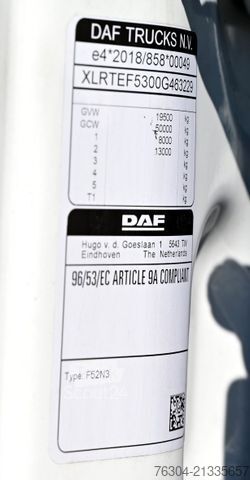 DAF TRUCKS N.V.
e4*2018/858*00049
XLRTEF5300G463229
GVW 19500 kg
GCW 50000 kg
1 8000 kg
2 13000 kg
3 kg
4 kg
5
T1 kg
DAF
Hugo v. d. Goeslaan 1 5643 TW
Eindhoven The Netherlands
96/53/EC ARTICLE 9A COMPLIANT
Type: F52N3
76304-21335657